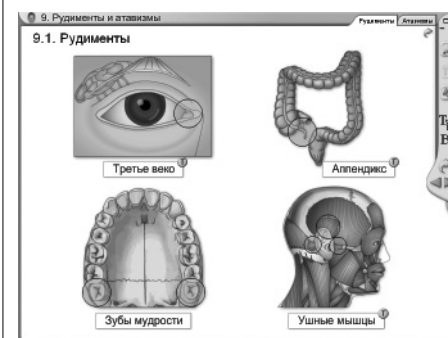 9. Рудименты и атавизмы
Рудименты Атавизмы
9.1. Рудименты
Третье веко
Аппендикс
Зубы мудрости
Ушные мышцы